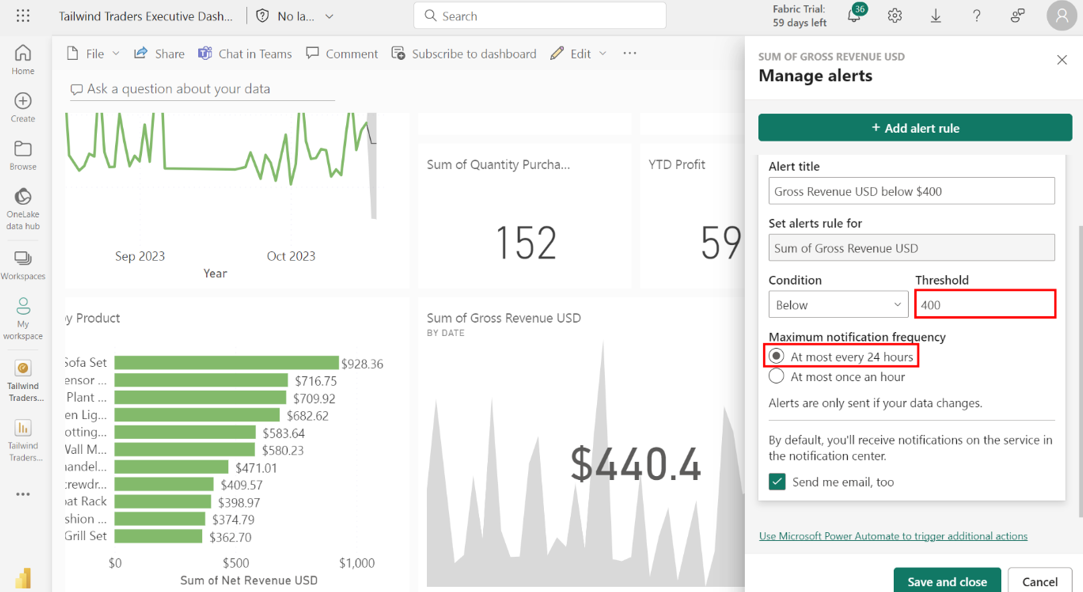 Tailwind Traders Executive Dash...
No la...
Search
Fabric Trial:
59 days left
36
Home
Create
Browse
OneLake
data hub
Workspaces
My
workspace
Tailwind
Traders...
Tailwind
Traders...
File
Share
Chat in Teams
Comment
Subscribe to dashboard
Edit
Ask a question about your data
Sep 2023
Oct 2023
Year
Sum of Quantity Purcha...
152
YTD Profit
59
y Product
Sofa Set
$928.36
ensor ...
$716.75
Plant ...
$709.92
en Lig...
$682.62
otting...
$583.64
Wall M...
$580.23
handel...
$471.01
crewdr...
$409.57
oat Rack
$398.97
shion ...
$374.79
Grill Set
$362.70
$0
$500
$1,000
Sum of Net Revenue USD
Sum of Gross Revenue USD
BY DATE
$440.4
SUM OF GROSS REVENUE USD
Manage alerts
+ Add alert rule
Alert title
Gross Revenue USD below $400
Set alerts rule for
Sum of Gross Revenue USD
Condition
Threshold
Below
400
Maximum notification frequency
At most every 24 hours
At most once an hour
Alerts are only sent if your data changes.
By default, you'll receive notifications on the service in
the notification center.
Send me email, too
Use Microsoft Power Automate to trigger additional actions
Save and close
Cancel